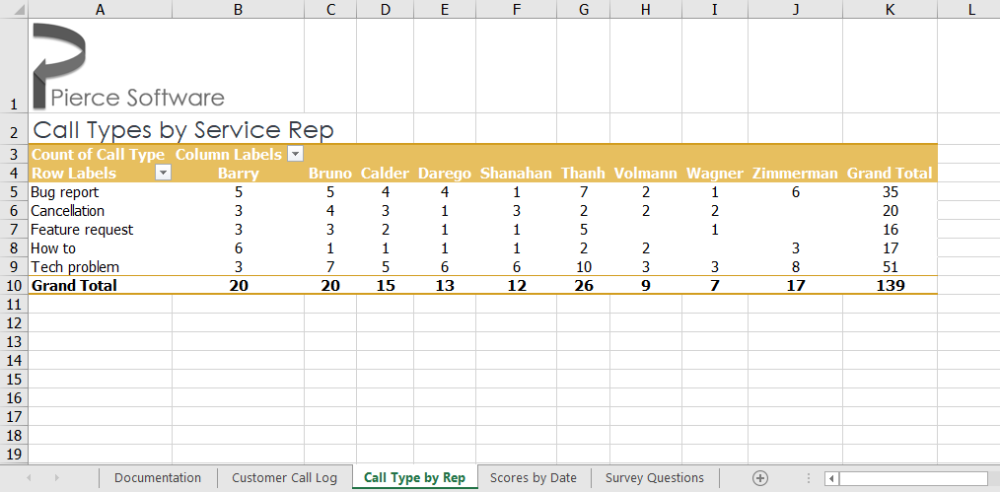 A B C D E F G H I J K L
1 Pierce Software
2 Call Types by Service Rep
3 Count of Call Type Column Labels
4 Row Labels Barry Bruno Calder Darego Shanahan Thanh Volmann Wagner Zimmerman Grand Total
5 Bug report 5 5 4 4 1 7 2 1 6 35
6 Cancellation 3 4 3 1 3 2 2 2 20
7 Feature request 3 3 2 1 1 5 1 16
8 How to 6 1 1 1 1 2 2 3 17
9 Tech problem 3 7 5 6 6 10 3 3 8 51
10 Grand Total 20 20 15 13 12 26 9 7 17 139
11
12
13
14
15
16
17
18
19
Documentation Customer Call Log Call Type by Rep Scores by Date Survey Questions